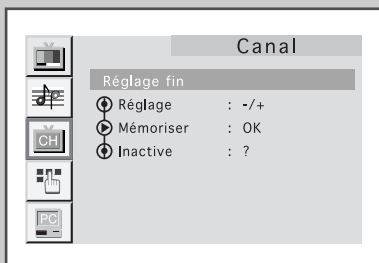 Canal
Réglage fin
Réglage : -/+
Mémoriser : OK
Inactive : ?
CH
PC